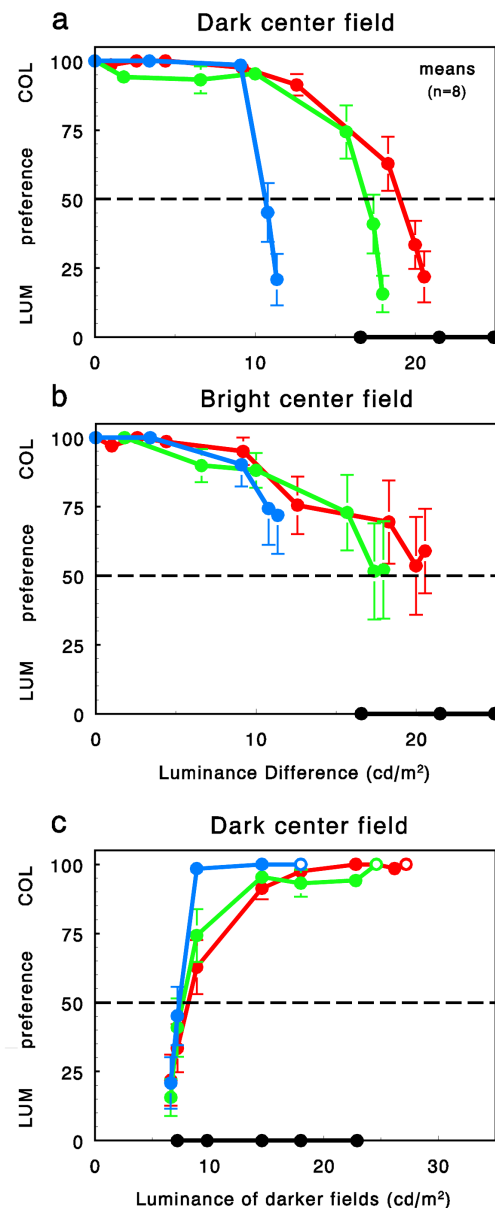 a
Dark center field
COL
preference
LUM
100
75
50
25
0
means
(n=8)
0
10
20
b
Bright center field
COL
preference
LUM
100
75
50
25
0
0
10
20
Luminance Difference (cd/m²)
c
Dark center field
COL
preference
LUM
100
75
50
25
0
0
10
20
30
Luminance of darker fields (cd/m²)